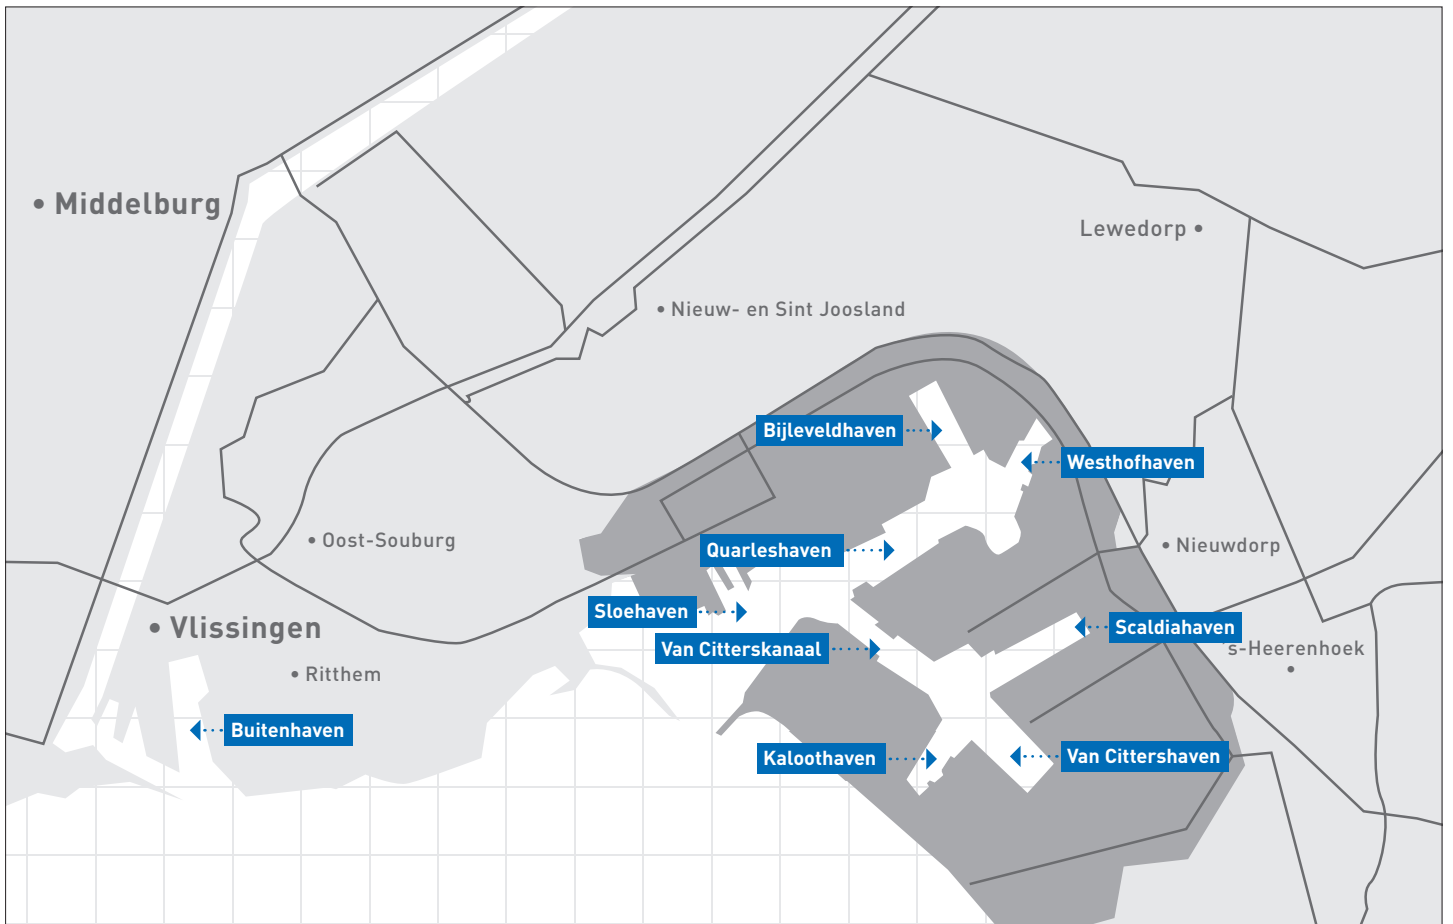 Middelburg
Lewedorp
Nieuw- en Sint Joosland
Bijleveldhaven
Westhofhaven
Oost-Souburg
Quarleshaven
Nieuwdorp
Sloehaven
Vlissingen
Scaldiahaven
Van Citterskanaal
s-Heerenhoek
Ritthem
Buitenhaven
Kaloothaven
Van Cittershaven